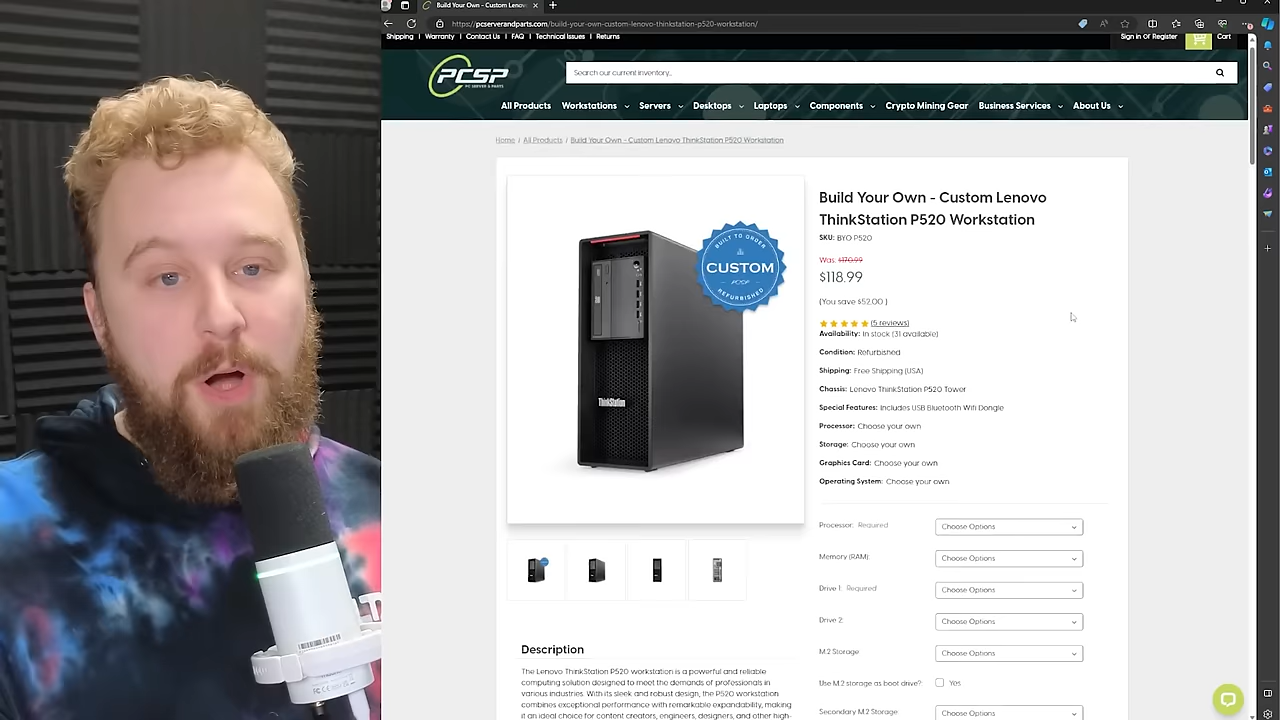 Build Your Own - Custom Lenovo
https://pcserverandparts.com/build-your-own-custom-lenovo-thinkstation-p520-workstation/
Shipping | Warranty | Contact Us | FAQ | Technical Issues | Returns
Sign in Or Register
Cart
PCSP
PC SERVER & PARTS
Search our current inventory...
All Products Workstations Servers Desktops Laptops Components Crypto Mining Gear Business Services About Us
Home / All Products / Build Your Own - Custom Lenovo ThinkStation P520 Workstation
BUILT TO ORDER
CUSTOM
PCSP
REFURBISHED
ThinkStation
Build Your Own - Custom Lenovo
ThinkStation P520 Workstation
SKU: BYO P520
Was: $170.99
$118.99
(You save $52.00 )
(5 reviews)
Availability: In stock (31 available)
Condition: Refurbished
Shipping: Free Shipping (USA)
Chassis: Lenovo ThinkStation P520 Tower
Special Features: Includes USB Bluetooth Wifi Dongle
Processor: Choose your own
Storage: Choose your own
Graphics Card: Choose your own
Operating System: Choose your own
Processor: Required Choose Options
Memory (RAM): Choose Options
Drive 1: Required Choose Options
Drive 2: Choose Options
M.2 Storage Choose Options
Use M.2 storage as boot drive? Yes
Secondary M.2 Storage Choose Options
Description
The Lenovo ThinkStation P520 workstation is a powerful and reliable
computing solution designed to meet the demands of professionals in
various industries. With its sleek and robust design, the P520 workstation
combines exceptional performance with remarkable expandability, making
it an ideal choice for content creators, engineers, designers, and other high-